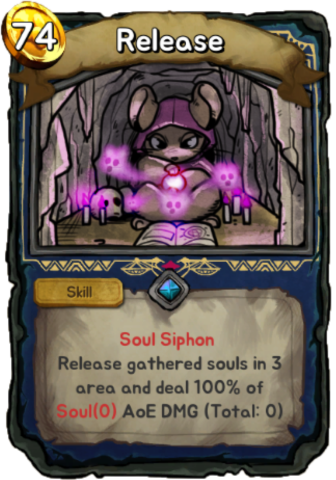 74
Release
Skill
Soul Siphon
Release gathered souls in 3
area and deal 100% of
Soul(0) AoE DMG (Total: 0)